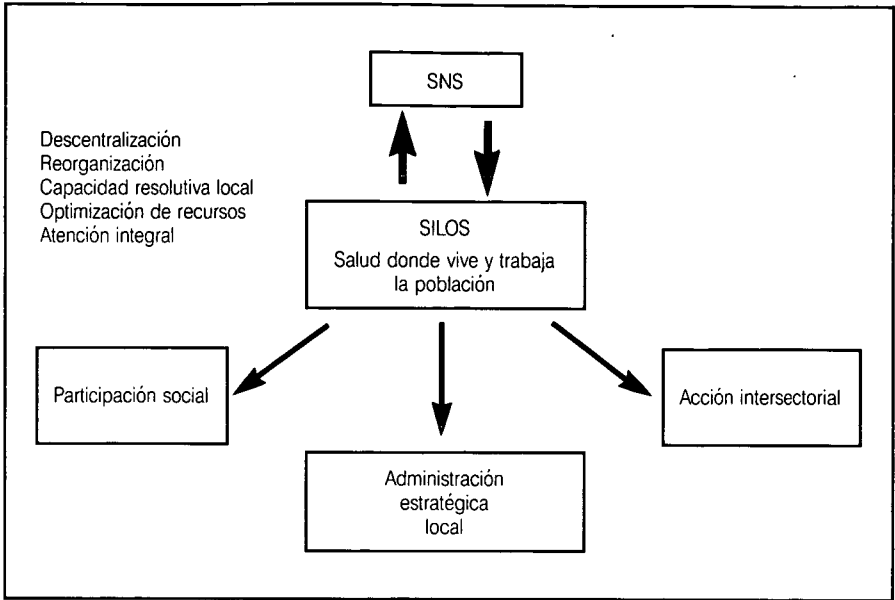 SNS
Descentralización
Reorganización
Capacidad resolutiva local
Optimización de recursos
Atención integral
SILOS
Salud donde vive y trabaja
la población
Participación social
Acción intersectorial
Administración
estratégica
local